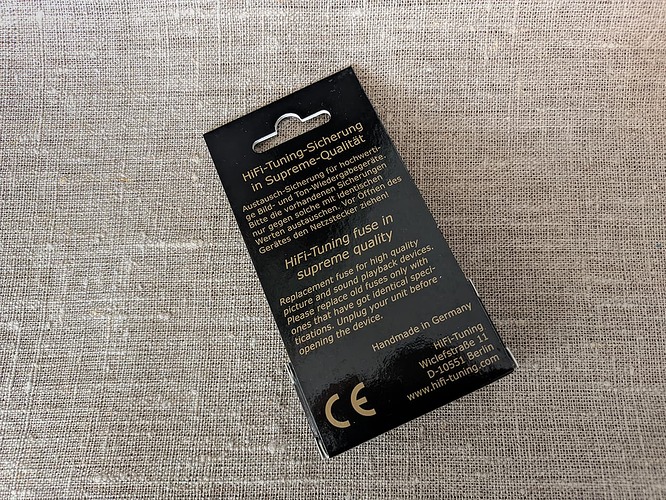 HiFi-Tuning-Sicherung
in Supreme-Qualität
Austausch-Sicherung für hochwerti-
ge Bild- und Ton-Wiedergabegeräte.
Bitte die vorhandenen Sicherungen
nur gegen solche mit identischen
Werten austauschen. Vor Öffnen des
Gerätes den Netzstecker ziehen!
HiFi-Tuning fuse in
supreme quality
Replacement fuse for high quality
picture and sound playback devices.
Please replace old fuses only with
ones that have got identical speci-
tications. Unplug your unit before
opening the device.
Handmade in Germany
HiFi-Tuning
Wiclefstraße 11
D-10551 Berlin
www.hifi-tuning.com
CE